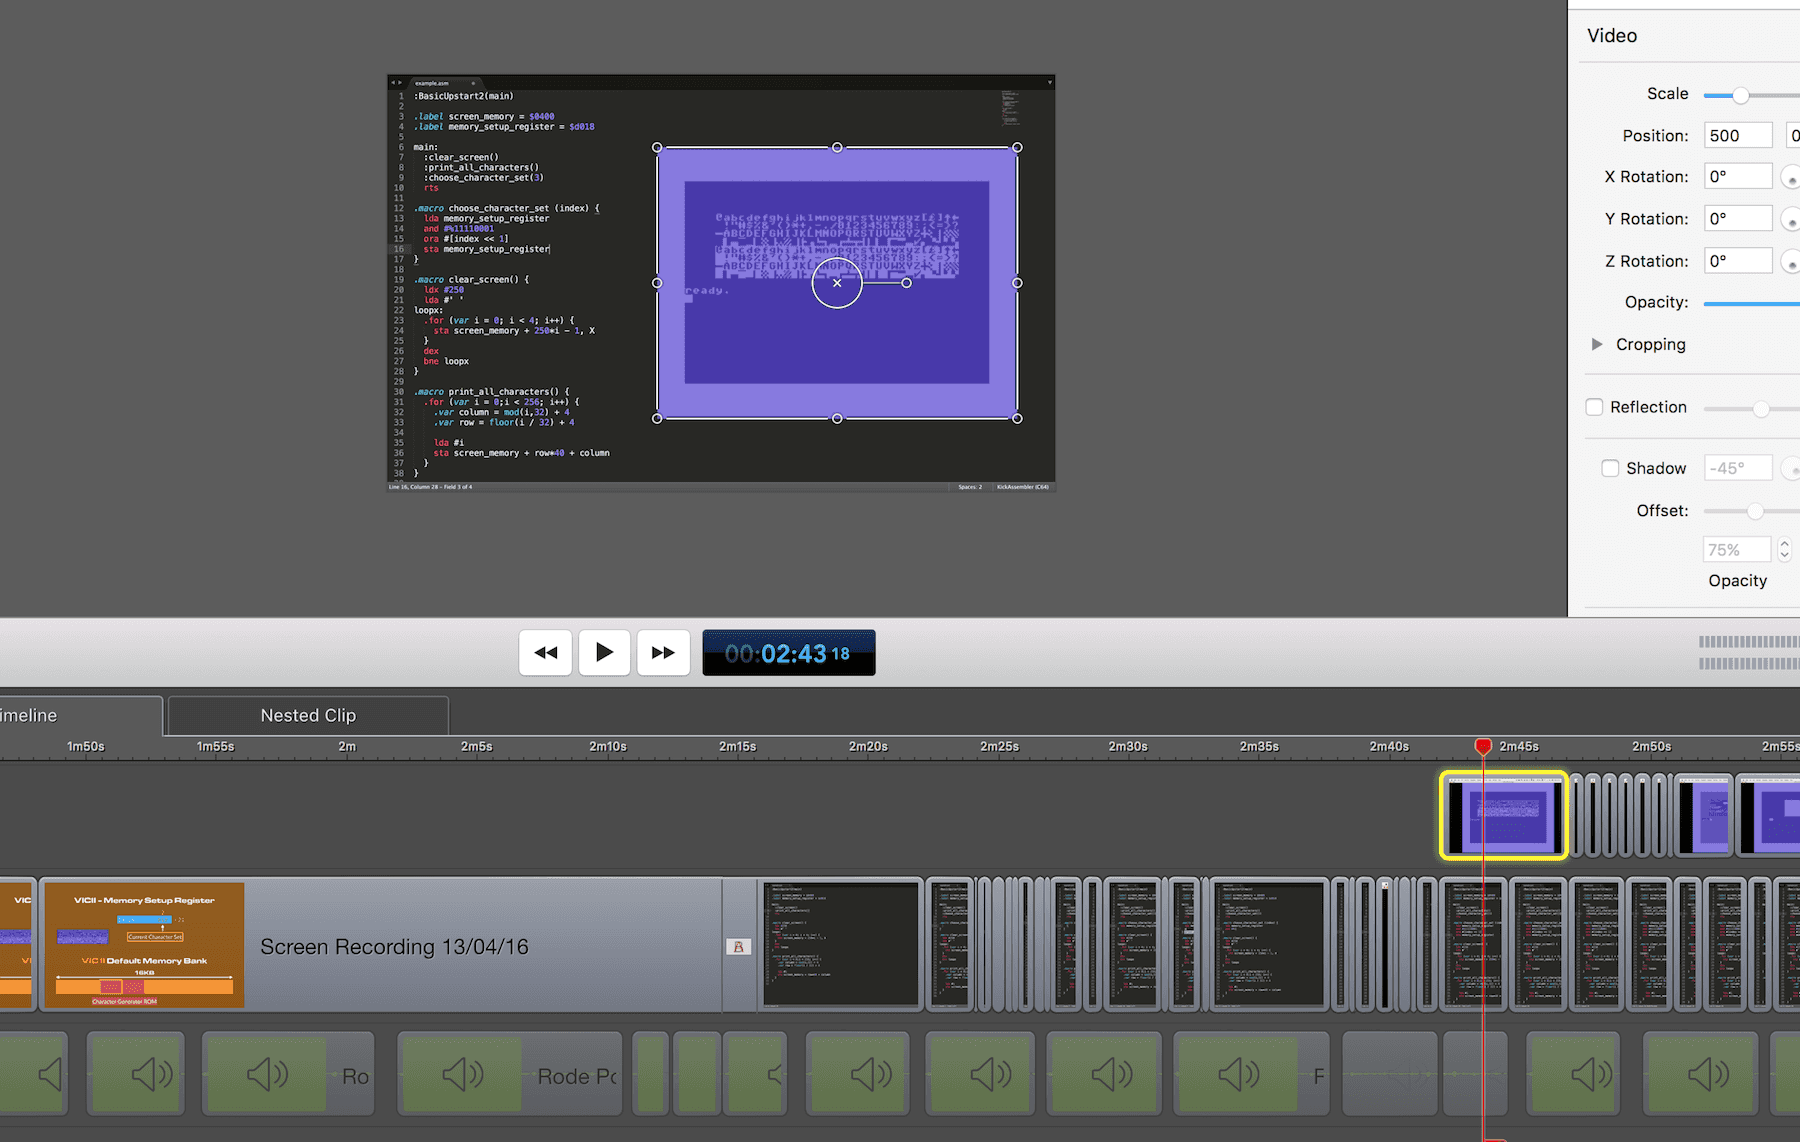 Video
Scale
Position: 500 0
X Rotation: 0°
Y Rotation: 0°
Z Rotation: 0°
Opacity:
Cropping
Reflection
Shadow -45°
Offset:
75%
Opacity
example.asm
1 :BasicUpstart2(main)
2
3 .label screen_memory = $0400
4 .label memory_setup_register = $d018
5
6 main:
7 :clear_screen()
8 :print_all_characters()
9 :choose_character_set(3)
10 rts
11
12 .macro choose_character_set (index) {
13 lda memory_setup_register
14 and #%11110001
15 ora #[index << 1]
16 sta memory_setup_register
17 }
18
19 .macro clear_screen() {
20 ldx #250
21 lda #' '
22 loopx:
23 .for (var i = 0; i < 4; i++) {
24 sta screen_memory + 250*i - 1, X
25 }
26 dex
27 bne loopx
28 }
29
30 .macro print_all_characters() {
31 .for (var i = 0;i < 256; i++) {
32 .var column = mod(i,32) + 4
33 .var row = floor(i / 32) + 4
34
35 lda #i
36 sta screen_memory + row*40 + column
37 }
38 }
Line 16, Column 28 - Field 3 of 4 Spaces: 2 KickAssembler (C64)
@abcdefghijklmnopqrstuvwxyz[£]↑←
!"#$%&'()*+,-./0123456789:;<=>?
ABCDEFGHIJKLMNOPQRSTUVWXYZ
@abcdefghijklmnopqrstuvwxyz[£]↑←
ready.
00:02:43 18
imeline
Nested Clip
1m50s 1m55s 2m 2m5s 2m10s 2m15s 2m20s 2m25s 2m30s 2m35s 2m40s 2m45s 2m50s 2m55s
VIC
VICII - Memory Setup Register
Current Character Set
VIC II Default Memory Bank
16KB
Character Generator ROM
Screen Recording 13/04/16
Ro
Rode Po
F